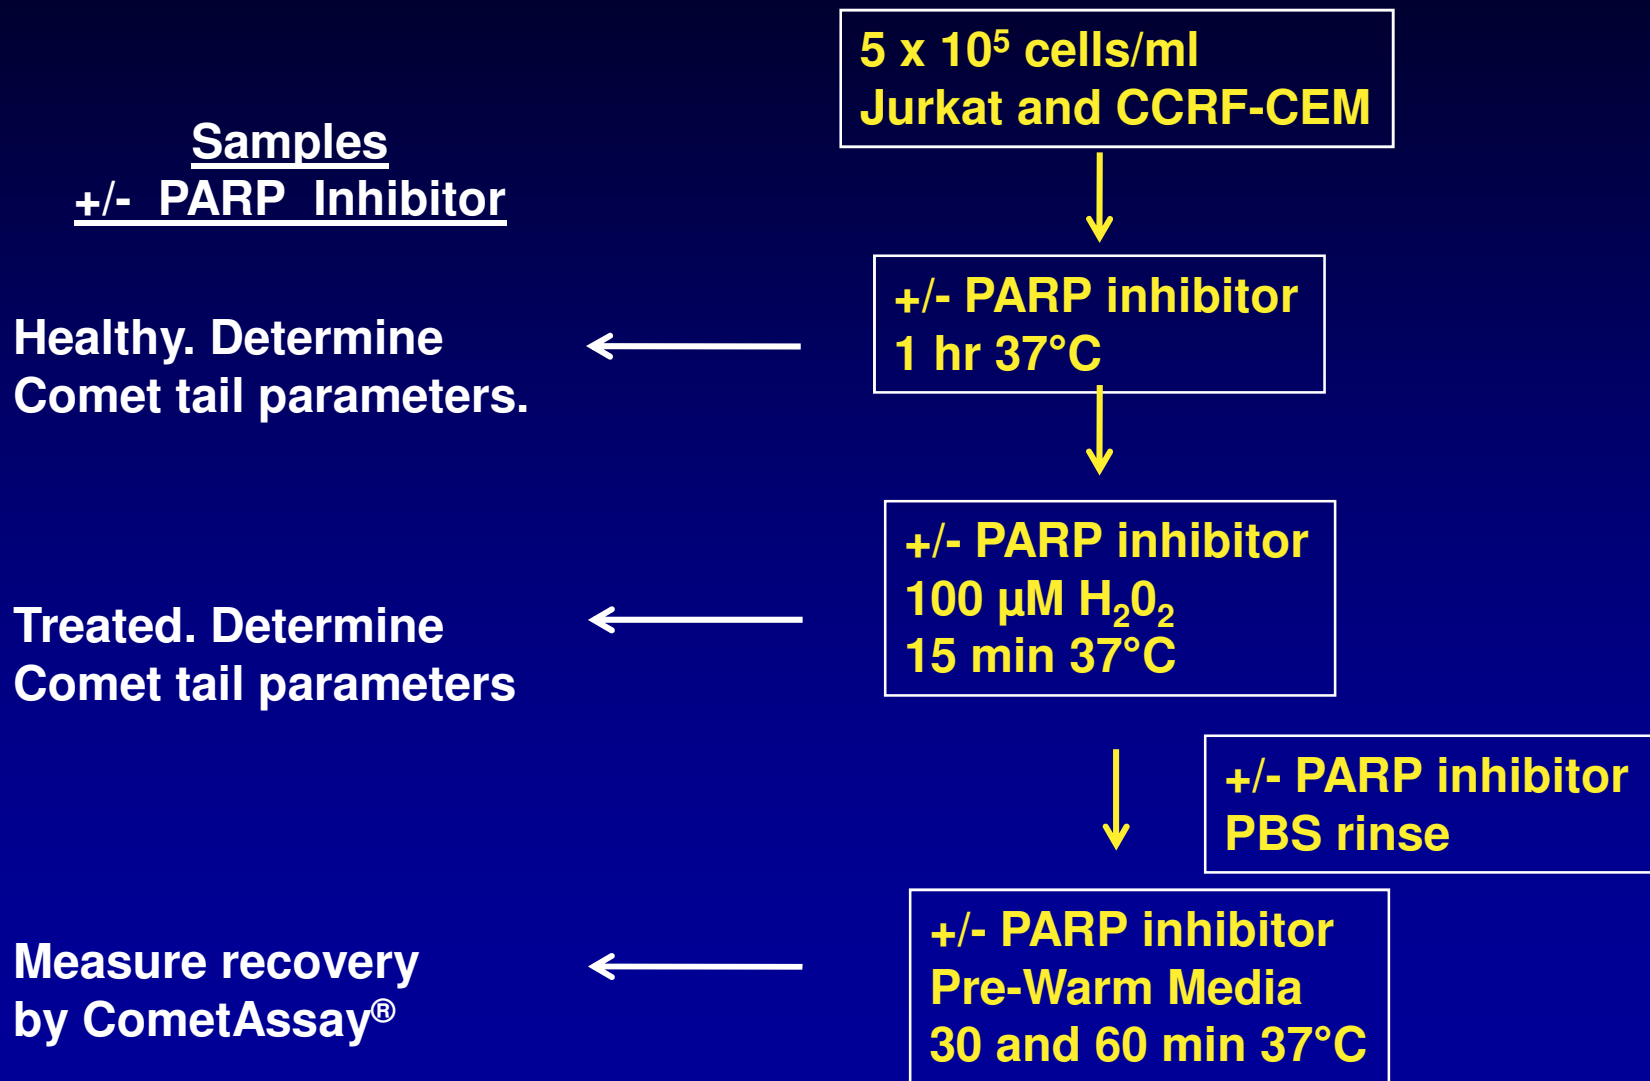 5 x 10⁵ cells/ml
Jurkat and CCRF-CEM
Samples
+/- PARP Inhibitor
+/- PARP inhibitor
1 hr 37°C
Healthy. Determine
Comet tail parameters.
+/- PARP inhibitor
100 µM H₂0₂
15 min 37°C
Treated. Determine
Comet tail parameters
+/- PARP inhibitor
PBS rinse
+/- PARP inhibitor
Pre-Warm Media
30 and 60 min 37°C
Measure recovery
by CometAssay®